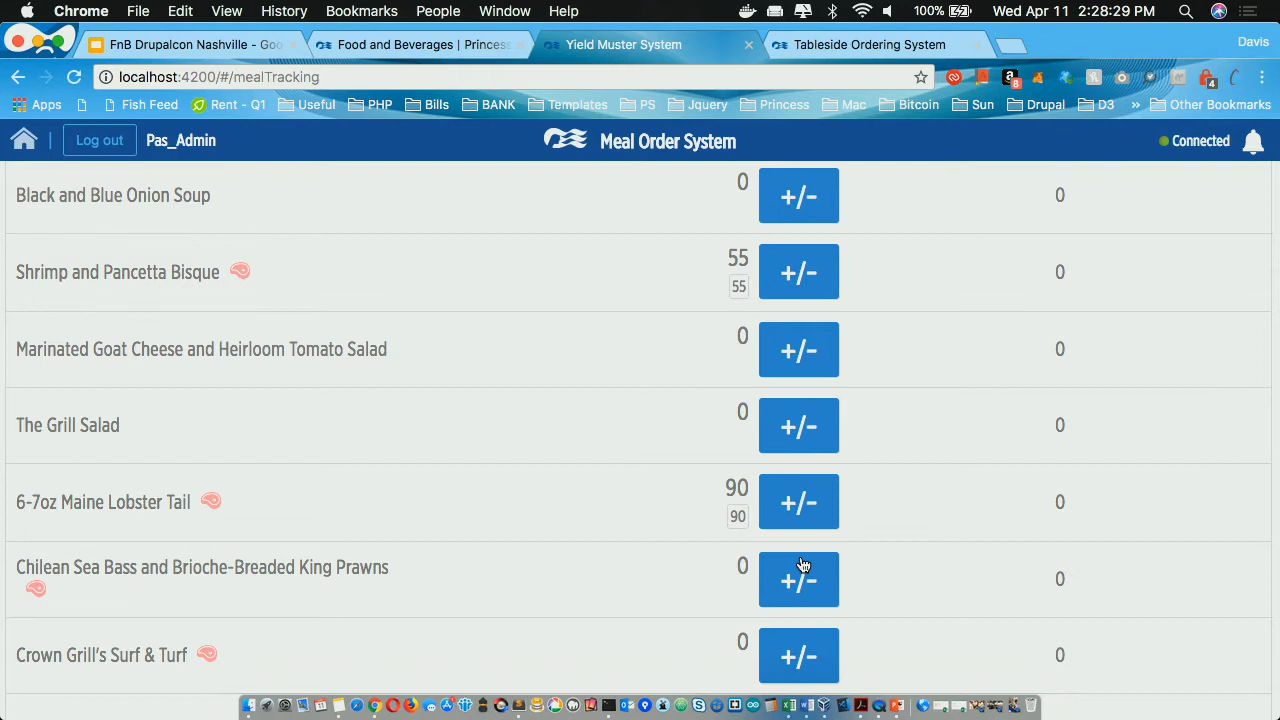 Chrome File Edit View History Bookmarks People Window Help 100% Wed Apr 11 2:28:29 PM
FnB Drupalcon Nashville - Goo Food and Beverages | Princess Yield Muster System Tableside Ordering System Davis
localhost:4200/#/mealTracking 8 4
Apps Fish Feed Rent - Q1 Useful PHP Bills BANK Templates PS Jquery Princess Mac Bitcoin Sun Drupal D3 » Other Bookmarks
Log out Pas_Admin Meal Order System Connected
Black and Blue Onion Soup 0 +/- 0
Shrimp and Pancetta Bisque 55 +/- 0
55
Marinated Goat Cheese and Heirloom Tomato Salad 0 +/- 0
The Grill Salad 0 +/- 0
6-7oz Maine Lobster Tail 90 +/- 0
90
Chilean Sea Bass and Brioche-Breaded King Prawns 0 +/- 0
Crown Grill's Surf & Turf 0 +/- 0